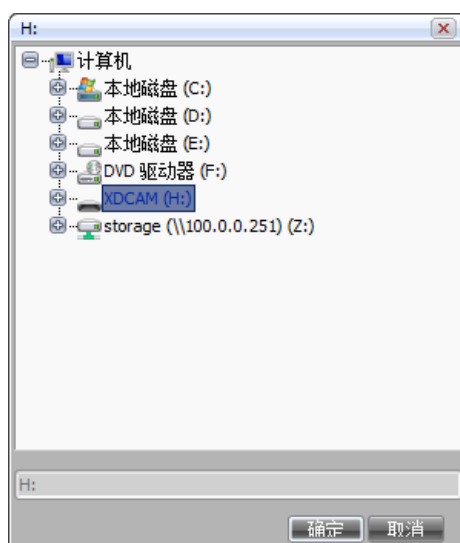 H:
计算机
本地磁盘 (C:)
本地磁盘 (D:)
本地磁盘 (E:)
DVD 驱动器 (F:)
XDCAM (H:)
storage (\\100.0.0.251) (Z:)
H:
确定 取消